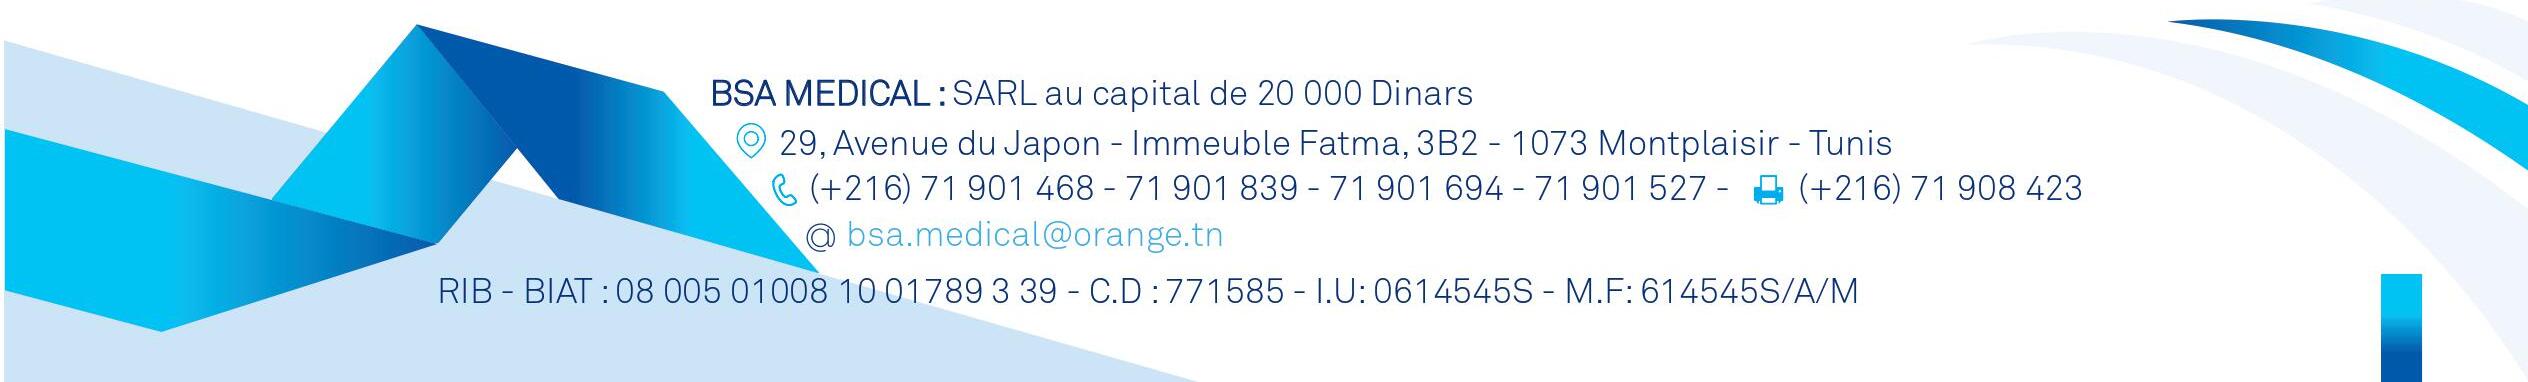 BSA MEDICAL : SARL au capital de 20 000 Dinars
29, Avenue du Japon - Immeuble Fatma, 3B2 - 1073 Montplaisir - Tunis
(+216) 71 901 468 - 71 901 839 - 71 901 694 - 71 901 527 - (+216) 71 908 423
@ bsa.medical@orange.tn
RIB - BIAT : 08 005 01008 10 01789 3 39 - C.D : 771585 - I.U: 0614545S - M.F: 614545S/A/M